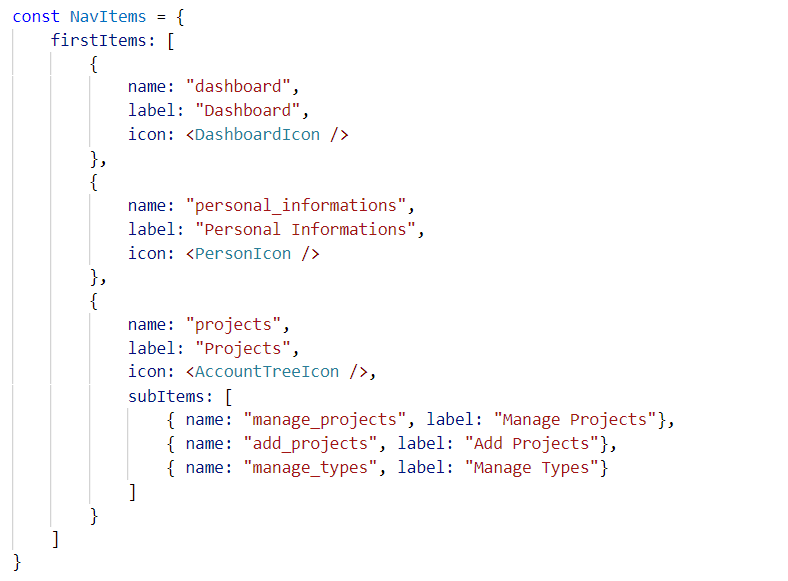 const NavItems = {
    firstItems: [
        {
            name: "dashboard",
            label: "Dashboard",
            icon: <DashboardIcon />
        },
        {
            name: "personal_informations",
            label: "Personal Informations",
            icon: <PersonIcon />
        },
        {
            name: "projects",
            label: "Projects",
            icon: <AccountTreeIcon />,
            subItems: [
                { name: "manage_projects", label: "Manage Projects"},
                { name: "add_projects", label: "Add Projects"},
                { name: "manage_types", label: "Manage Types"}
            ]
        }
    ]
}